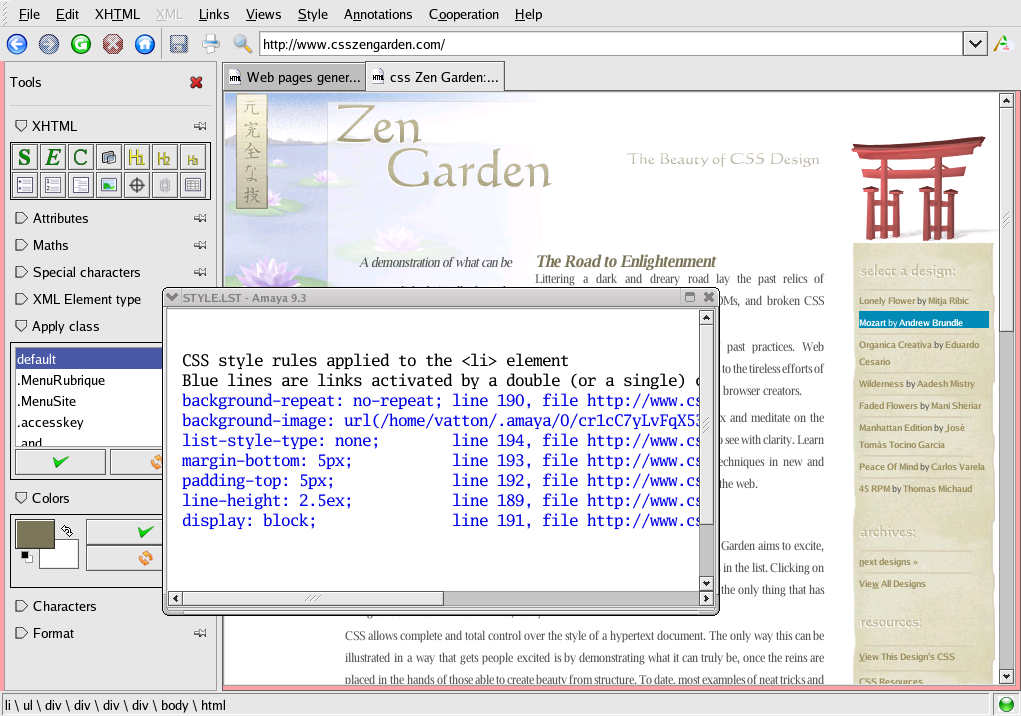 File Edit XHTML XML Links Views Style Annotations Cooperation Help
http://www.csszengarden.com/
Tools
XHTML
S E C H1 H2 H3
Attributes
Maths
Special characters
XML Element type
Apply class
default
.MenuRubrique
.MenuSite
.accesskey
.and
Colors
Characters
Format
Web pages gener...
css Zen Garden:...
元
完
全
な
技
Zen
Garden
The Beauty of CSS Design
A demonstration of what can be
The Road to Enlightenment
Littering a dark and dreary road lay the past relics of
OMs, and broken CSS
past practices. Web
to the tireless efforts of
browser creators.
x and meditate on the
to see with clarity. Learn
echniques in new and
the web.
Garden aims to excite,
in the list. Clicking on
the only thing that has
CSS allows complete and total control over the style of a hypertext document. The only way this can be
illustrated in a way that gets people excited is by demonstrating what it can truly be, once the reins are
placed in the hands of those able to create beauty from structure. To date, most examples of neat tricks and
STYLE.LST - Amaya 9.3
CSS style rules applied to the <li> element
Blue lines are links activated by a double (or a single) c
background-repeat: no-repeat; line 190, file http://www.cs
background-image: url(/home/vatton/.amaya/0/cr1cC7yLvFqX53
list-style-type: none; line 194, file http://www.cs
margin-bottom: 5px; line 193, file http://www.cs
padding-top: 5px; line 192, file http://www.cs
line-height: 2.5ex; line 189, file http://www.cs
display: block; line 191, file http://www.cs
select a design:
Lonely Flower by Mitja Ribic
Mozart by Andrew Brundle
Organica Creativa by Eduardo
Cesario
Wilderness by Aadesh Mistry
Faded Flowers by Mani Sheriar
Manhattan Edition by José
Tomás Tocino García
Peace Of Mind by Carlos Varela
45 RPM by Thomas Michaud
archives:
next designs »
View All Designs
resources:
View This Design's CSS
CSS Resources
li \ ul \ div \ div \ div \ div \ body \ html